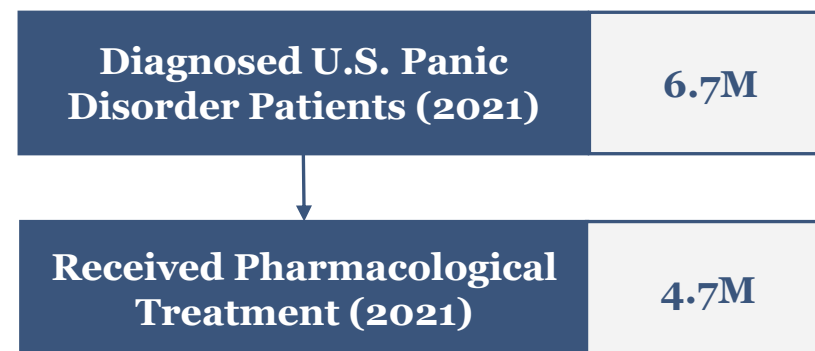 Diagnosed U.S. Panic
Disorder Patients (2021)
6.7M
Received Pharmacological
Treatment (2021)
4.7M